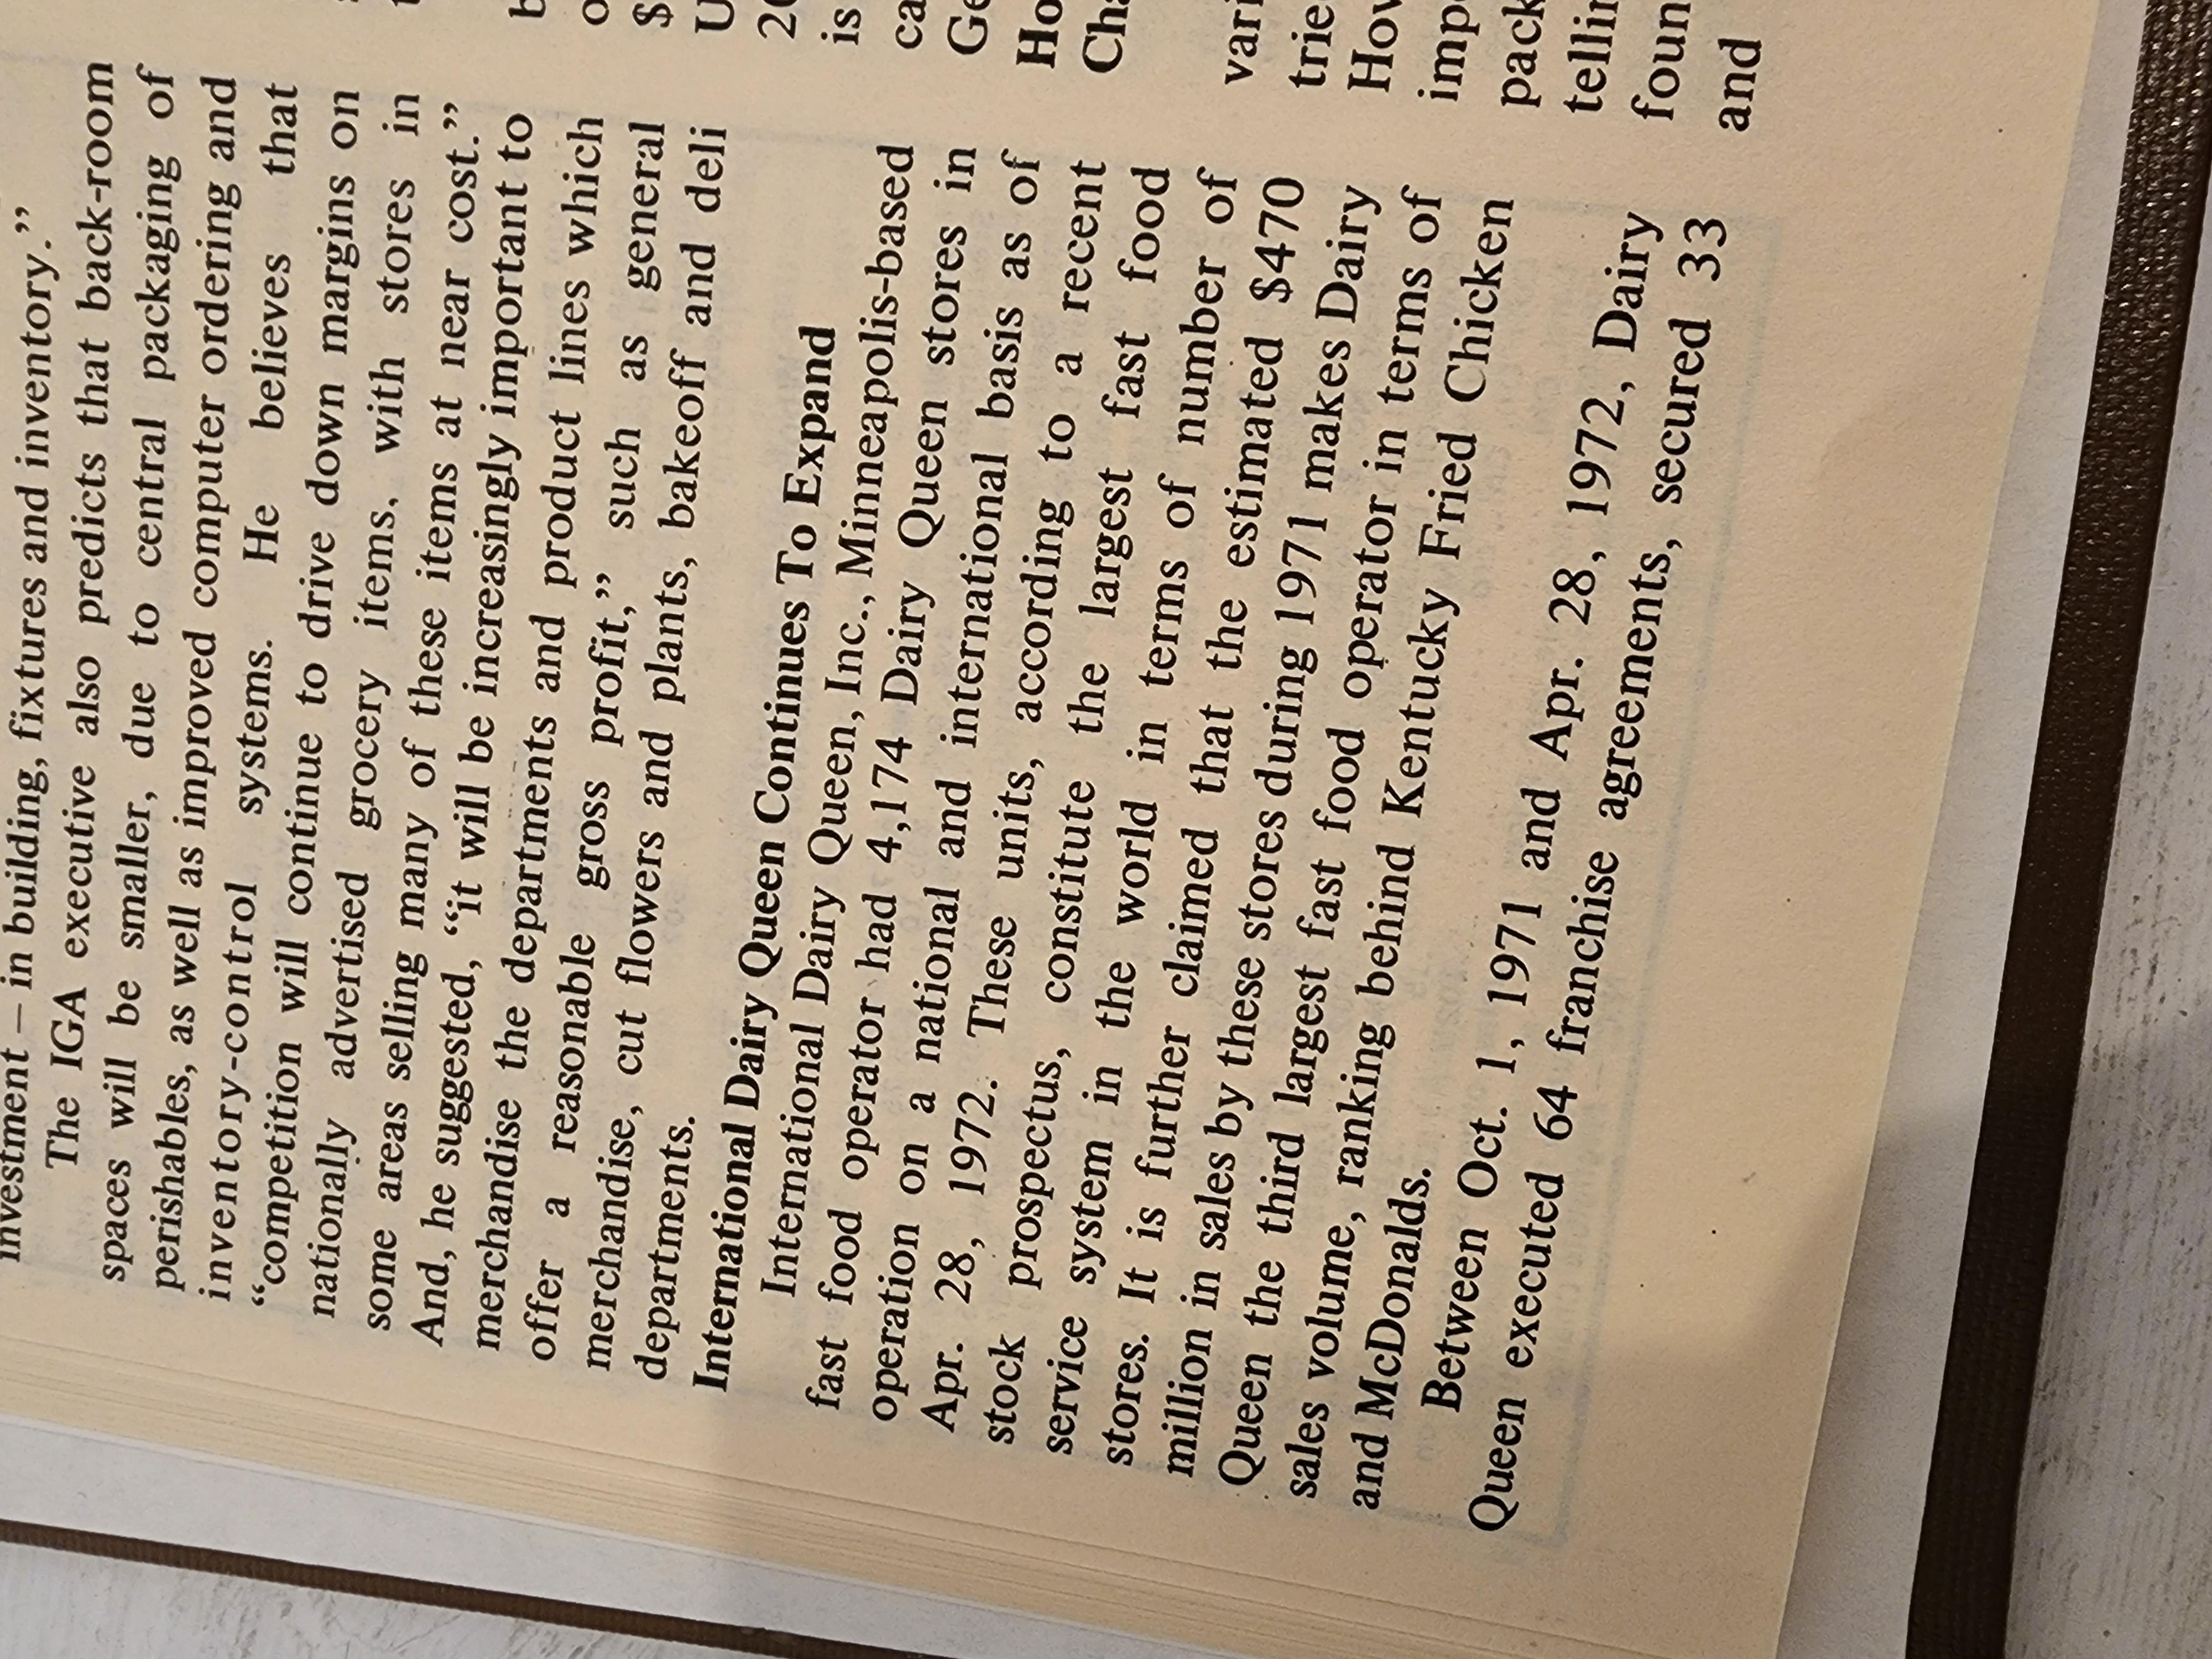 investment – in building, fixtures and inventory.”
The IGA executive also predicts that back-room
spaces will be smaller, due to central packaging of
perishables, as well as improved computer ordering and
inventory-control systems. He believes that
“competition will continue to drive down margins on
nationally advertised grocery items, with stores in
some areas selling many of these items at near cost.”
And, he suggested, “it will be increasingly important to
merchandise the departments and product lines which
offer a reasonable gross profit,” such as general
merchandise, cut flowers and plants, bakeoff and deli
departments.
International Dairy Queen Continues To Expand
International Dairy Queen, Inc., Minneapolis-based
fast food operator had 4,174 Dairy Queen stores in
operation on a national and international basis as of
Apr. 28, 1972. These units, according to a recent
stock prospectus, constitute the largest fast food
service system in the world in terms of number of
stores. It is further claimed that the estimated $470
million in sales by these stores during 1971 makes Dairy
Queen the third largest fast food operator in terms of
sales volume, ranking behind Kentucky Fried Chicken
and McDonalds.
Between Oct. 1, 1971 and Apr. 28, 1972, Dairy
Queen executed 64 franchise agreements, secured 33
is
and